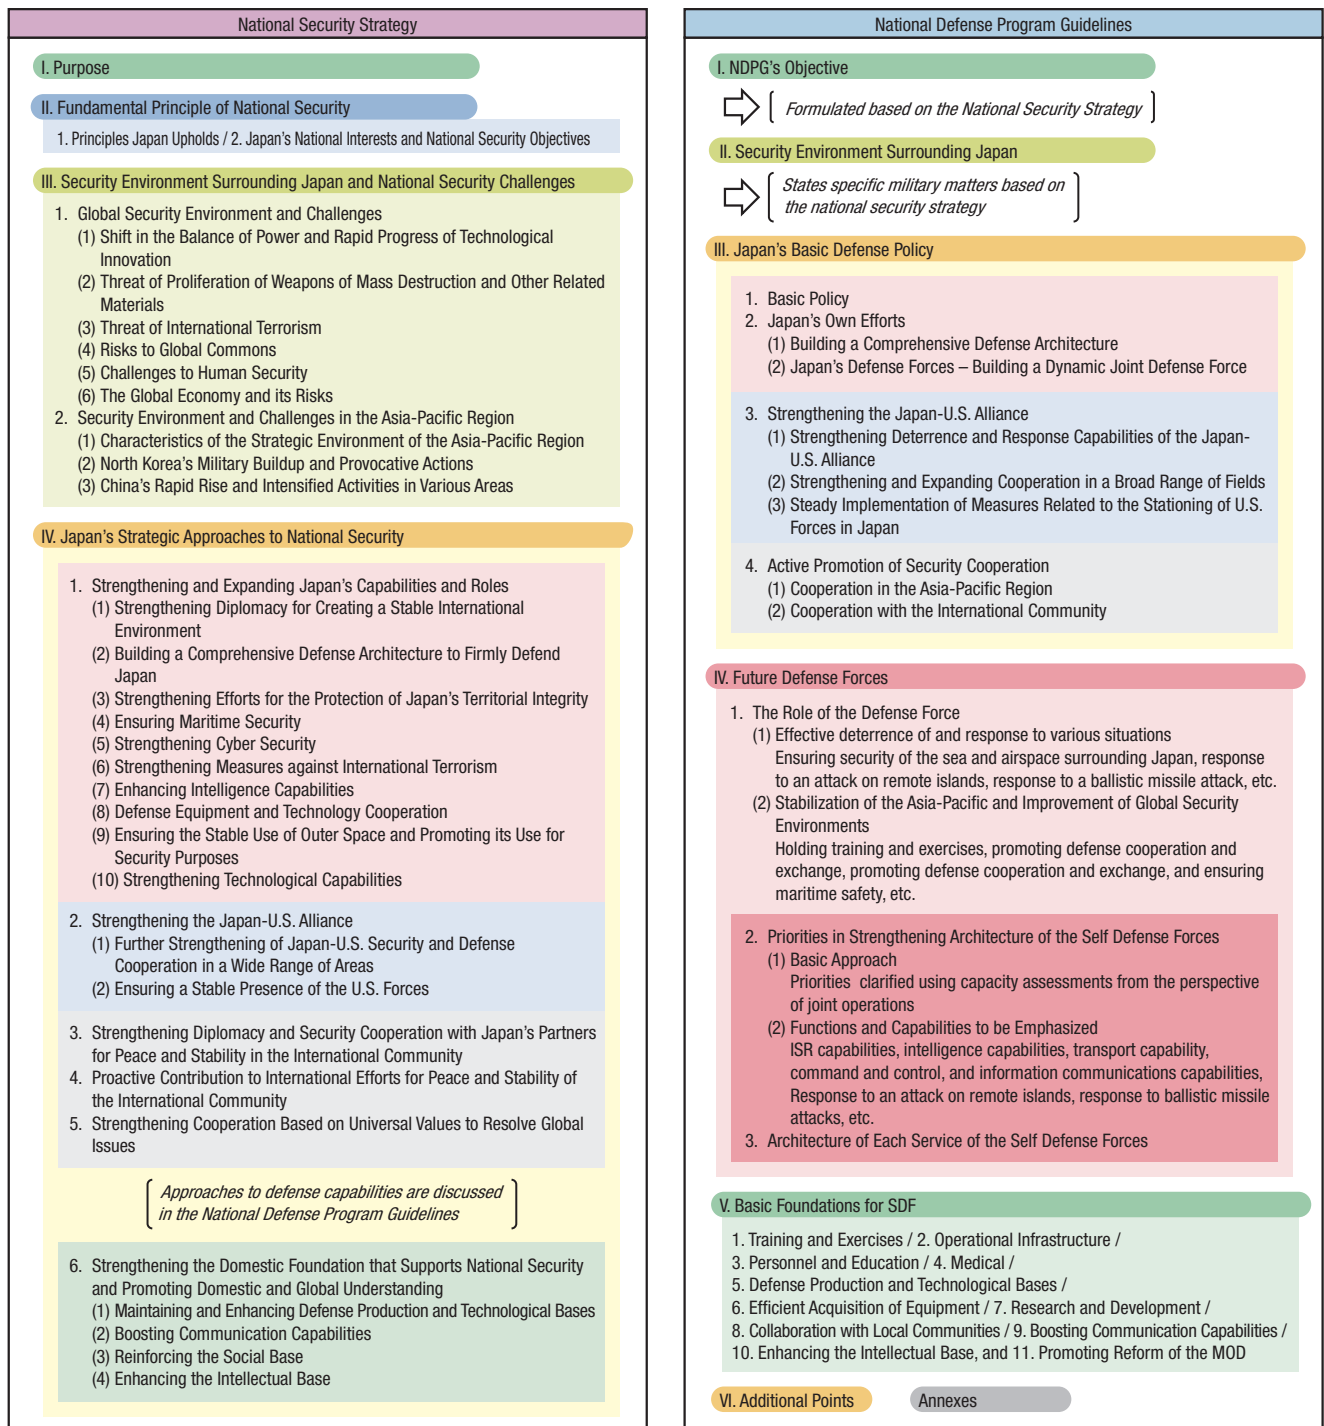 National Security Strategy
I. Purpose
II. Fundamental Principle of National Security
1. Principles Japan Upholds / 2. Japan's National Interests and National Security Objectives
III. Security Environment Surrounding Japan and National Security Challenges
1. Global Security Environment and Challenges
(1) Shift in the Balance of Power and Rapid Progress of Technological
Innovation
(2) Threat of Proliferation of Weapons of Mass Destruction and Other Related
Materials
(3) Threat of International Terrorism
(4) Risks to Global Commons
(5) Challenges to Human Security
(6) The Global Economy and its Risks
2. Security Environment and Challenges in the Asia-Pacific Region
(1) Characteristics of the Strategic Environment of the Asia-Pacific Region
(2) North Korea's Military Buildup and Provocative Actions
(3) China's Rapid Rise and Intensified Activities in Various Areas
IV. Japan's Strategic Approaches to National Security
1. Strengthening and Expanding Japan's Capabilities and Roles
(1) Strengthening Diplomacy for Creating a Stable International
Environment
(2) Building a Comprehensive Defense Architecture to Firmly Defend
Japan
(3) Strengthening Efforts for the Protection of Japan's Territorial Integrity
(4) Ensuring Maritime Security
(5) Strengthening Cyber Security
(6) Strengthening Measures against International Terrorism
(7) Enhancing Intelligence Capabilities
(8) Defense Equipment and Technology Cooperation
(9) Ensuring the Stable Use of Outer Space and Promoting its Use for
Security Purposes
(10) Strengthening Technological Capabilities
2. Strengthening the Japan-U.S. Alliance
(1) Further Strengthening of Japan-U.S. Security and Defense
Cooperation in a Wide Range of Areas
(2) Ensuring a Stable Presence of the U.S. Forces
3. Strengthening Diplomacy and Security Cooperation with Japan's Partners
for Peace and Stability in the International Community
4. Proactive Contribution to International Efforts for Peace and Stability of
the International Community
5. Strengthening Cooperation Based on Universal Values to Resolve Global
Issues
Approaches to defense capabilities are discussed
in the National Defense Program Guidelines
6. Strengthening the Domestic Foundation that Supports National Security
and Promoting Domestic and Global Understanding
(1) Maintaining and Enhancing Defense Production and Technological Bases
(2) Boosting Communication Capabilities
(3) Reinforcing the Social Base
(4) Enhancing the Intellectual Base
National Defense Program Guidelines
I. NDPG's Objective
Formulated based on the National Security Strategy
II. Security Environment Surrounding Japan
States specific military matters based on
the national security strategy
III. Japan's Basic Defense Policy
1. Basic Policy
2. Japan's Own Efforts
(1) Building a Comprehensive Defense Architecture
(2) Japan's Defense Forces – Building a Dynamic Joint Defense Force
3. Strengthening the Japan-U.S. Alliance
(1) Strengthening Deterrence and Response Capabilities of the Japan-
U.S. Alliance
(2) Strengthening and Expanding Cooperation in a Broad Range of Fields
(3) Steady Implementation of Measures Related to the Stationing of U.S.
Forces in Japan
4. Active Promotion of Security Cooperation
(1) Cooperation in the Asia-Pacific Region
(2) Cooperation with the International Community
IV. Future Defense Forces
1. The Role of the Defense Force
(1) Effective deterrence of and response to various situations
Ensuring security of the sea and airspace surrounding Japan, response
to an attack on remote islands, response to a ballistic missile attack, etc.
(2) Stabilization of the Asia-Pacific and Improvement of Global Security
Environments
Holding training and exercises, promoting defense cooperation and
exchange, promoting defense cooperation and exchange, and ensuring
maritime safety, etc.
2. Priorities in Strengthening Architecture of the Self Defense Forces
(1) Basic Approach
Priorities clarified using capacity assessments from the perspective
of joint operations
(2) Functions and Capabilities to be Emphasized
ISR capabilities, intelligence capabilities, transport capability,
command and control, and information communications capabilities,
Response to an attack on remote islands, response to ballistic missile
attacks, etc.
3. Architecture of Each Service of the Self Defense Forces
V. Basic Foundations for SDF
1. Training and Exercises / 2. Operational Infrastructure /
3. Personnel and Education / 4. Medical /
5. Defense Production and Technological Bases /
6. Efficient Acquisition of Equipment / 7. Research and Development /
8. Collaboration with Local Communities / 9. Boosting Communication Capabilities /
10. Enhancing the Intellectual Base, and 11. Promoting Reform of the MOD
VI. Additional Points
Annexes